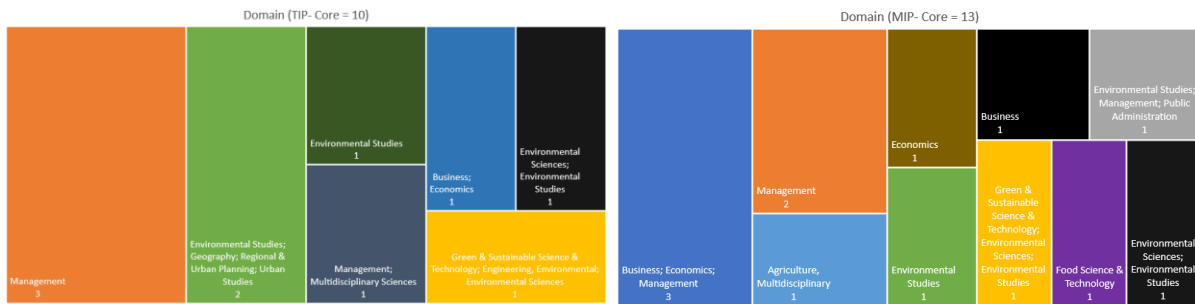 Domain (TIP- Core = 10)
Management
3
Environmental Studies;
Geography; Regional &
Urban Planning; Urban
Studies
2
Environmental Studies
1
Management;
Multidisciplinary Sciences
1
Business;
Economics
1
Environmental
Sciences;
Environmental
Studies
1
Green & Sustainable Science &
Technology; Engineering, Environmental;
Environmental Sciences
1
Domain (MIP- Core = 13)
Business; Economics;
Management
3
Management
2
Agriculture,
Multidisciplinary
1
Economics
1
Environmental
Studies
1
Business
1
Environmental Studies;
Management; Public
Administration
1
Green &
Sustainable
Science &
Technology;
Environmental
Sciences;
Environmental
Studies
1
Food Science &
Technology
1
Environmental
Sciences;
Environmental
Studies
1